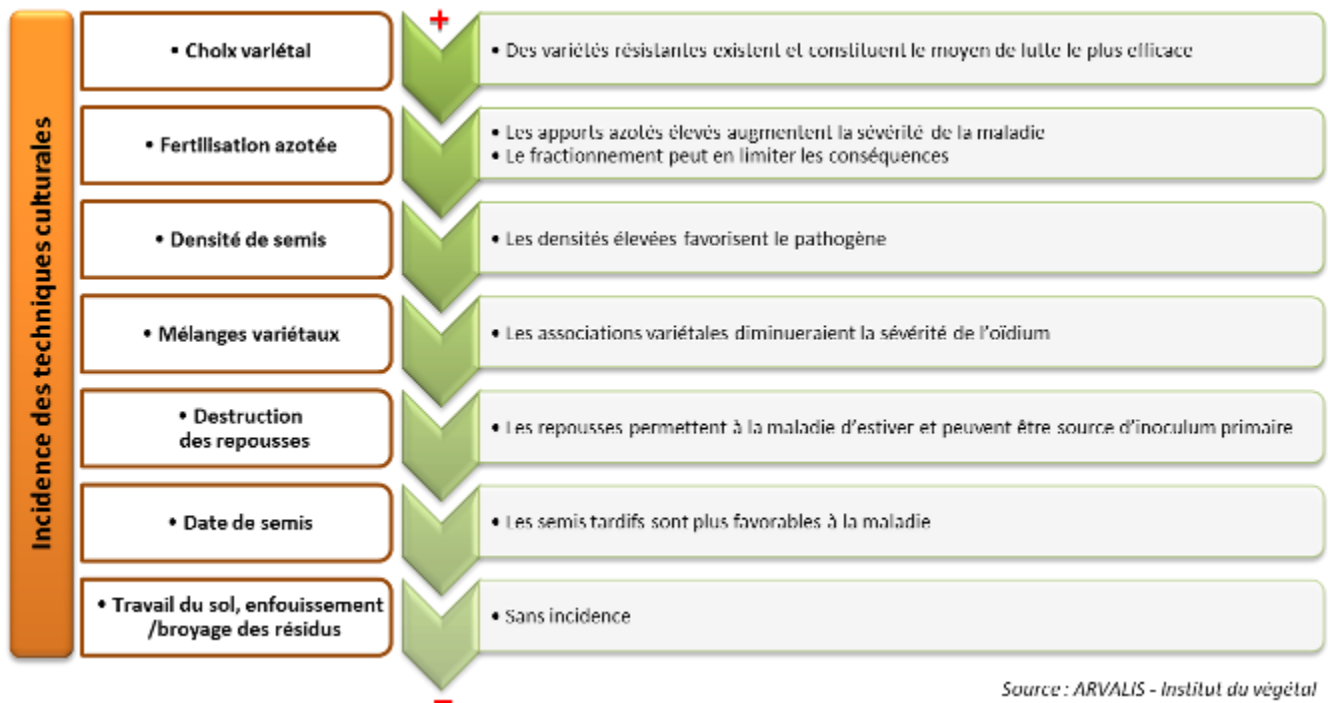 Incidence des techniques culturales
+
• Choix variétal
• Des variétés résistantes existent et constituent le moyen de lutte le plus efficace
• Fertilisation azotée
• Les apports azotés élevés augmentent la sévérité de la maladie
• Le fractionnement peut en limiter les conséquences
• Densité de semis
• Les densités élevées favorisent le pathogène
• Mélanges variétaux
• Les associations variétales diminueraient la sévérité de l'oïdium
• Destruction
des repousses
• Les repousses permettent à la maladie d'estiver et peuvent être source d'inoculum primaire
• Date de semis
• Les semis tardifs sont plus favorables à la maladie
• Travail du sol, enfouissement
/broyage des résidus
• Sans incidence
–
Source : ARVALIS - Institut du végétal